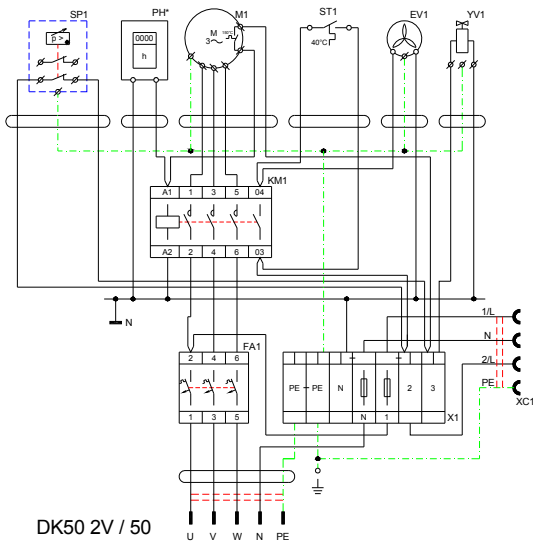 SP1 PH* M1 ST1 EV1 YV1
p > 0000 M 150°C
h 3~ 40°C
A1 1 3 5 04 KM1
A2 2 4 6 03
N
1/L
N
2/L
PE
XC1
2 4 6 FA1
PE PE N 2 3
1 3 5 N 1 X1
DK50 2V / 50
U V W N PE